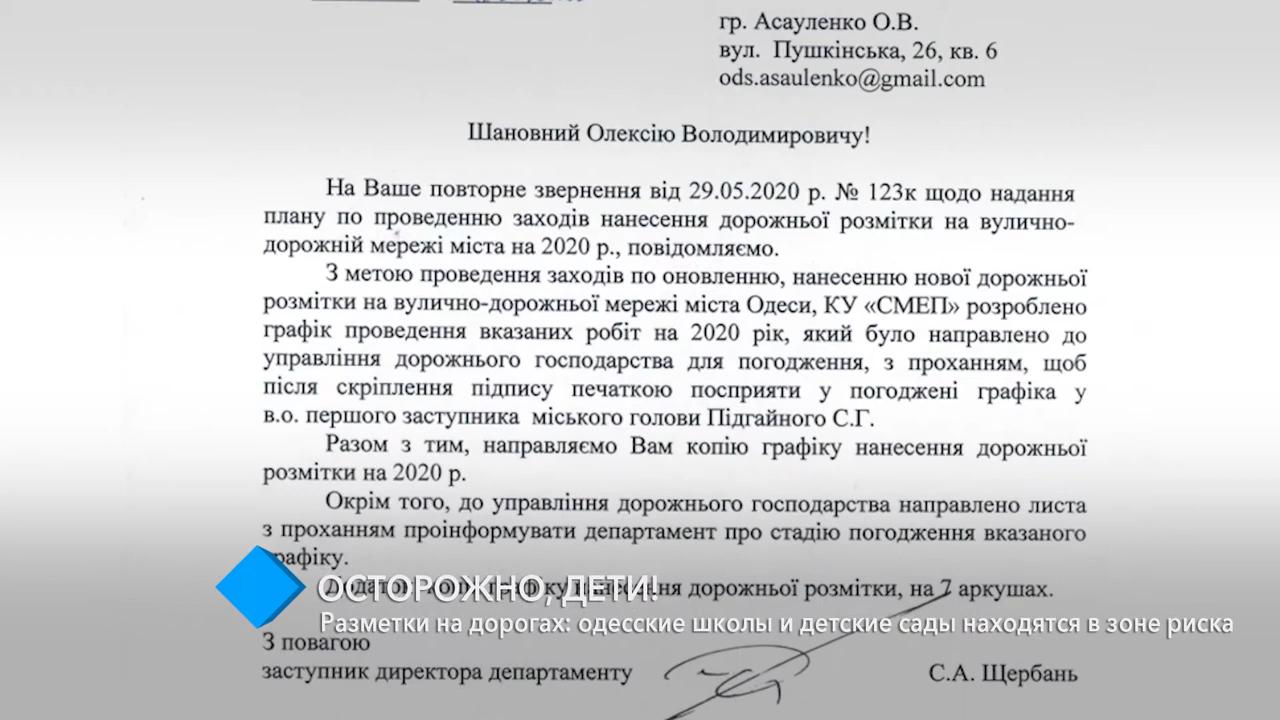 гр. Асауленко О.В.
вул. Пушкінська, 26, кв. 6
ods.asaulenko@gmail.com
Шановний Олексію Володимировичу!
На Ваше повторне звернення від 29.05.2020 р. № 123к щодо надання
плану по проведенню заходів нанесення дорожньої розмітки на вулично-
дорожній мережі міста на 2020 р., повідомляємо.
З метою проведення заходів по оновленню, нанесенню нової дорожньої
розмітки на вулично-дорожньої мережі міста Одеси, КУ «СМЕП» розроблено
графік проведення вказаних робіт на 2020 рік, який було направлено до
управління дорожнього господарства для погодження, з проханням, щоб
після скріплення підпису печаткою посприяти у погоджені графіка у
в.о. першого заступника міського голови Підгайного С.Г.
Разом з тим, направляємо Вам копію графіку нанесення дорожньої
розмітки на 2020 р.
Окрім того, до управління дорожнього господарства направлено листа
з проханням проінформувати департамент про стадію погодження вказаного
графіку.
дорожньої розмітки, на 7 аркушах.
ОСТОРОЖНО, ДЕТИ!
Разметки на дорогах: одесские школы и детские сады находятся в зоне риска
З повагою
заступник директора департаменту С.А. Щербань